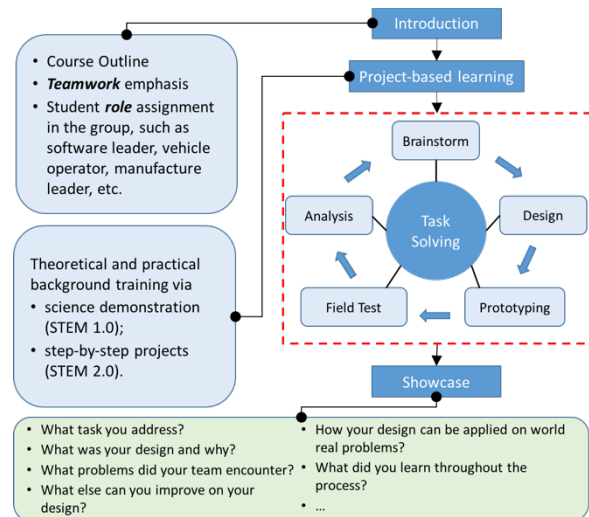 Introduction
• Course Outline
• Teamwork emphasis
• Student role assignment
in the group, such as
software leader, vehicle
operator, manufacture
leader, etc.
Project-based learning
Brainstorm
Analysis
Task
Solving
Design
Field Test
Prototyping
Theoretical and practical
background training via
• science demonstration
(STEM 1.0);
• step-by-step projects
(STEM 2.0).
Showcase
• What task you address?
• What was your design and why?
• What problems did your team encounter?
• What else can you improve on your
design?
• How your design can be applied on world
real problems?
• What did you learn throughout the
process?
• ...